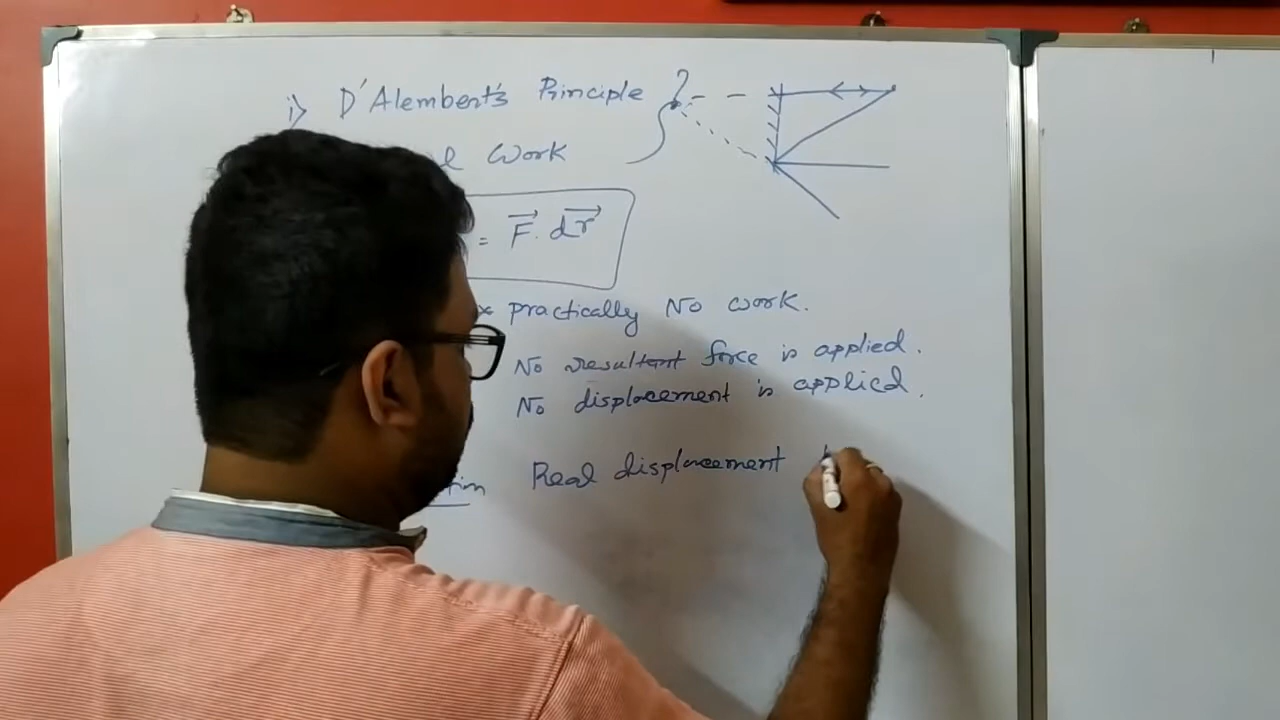 i) D'Alembert's Principle
Work
= F⃗. dr⃗
* practically No work.
No resultant force is applied.
No displacement is applied.
Real displacement